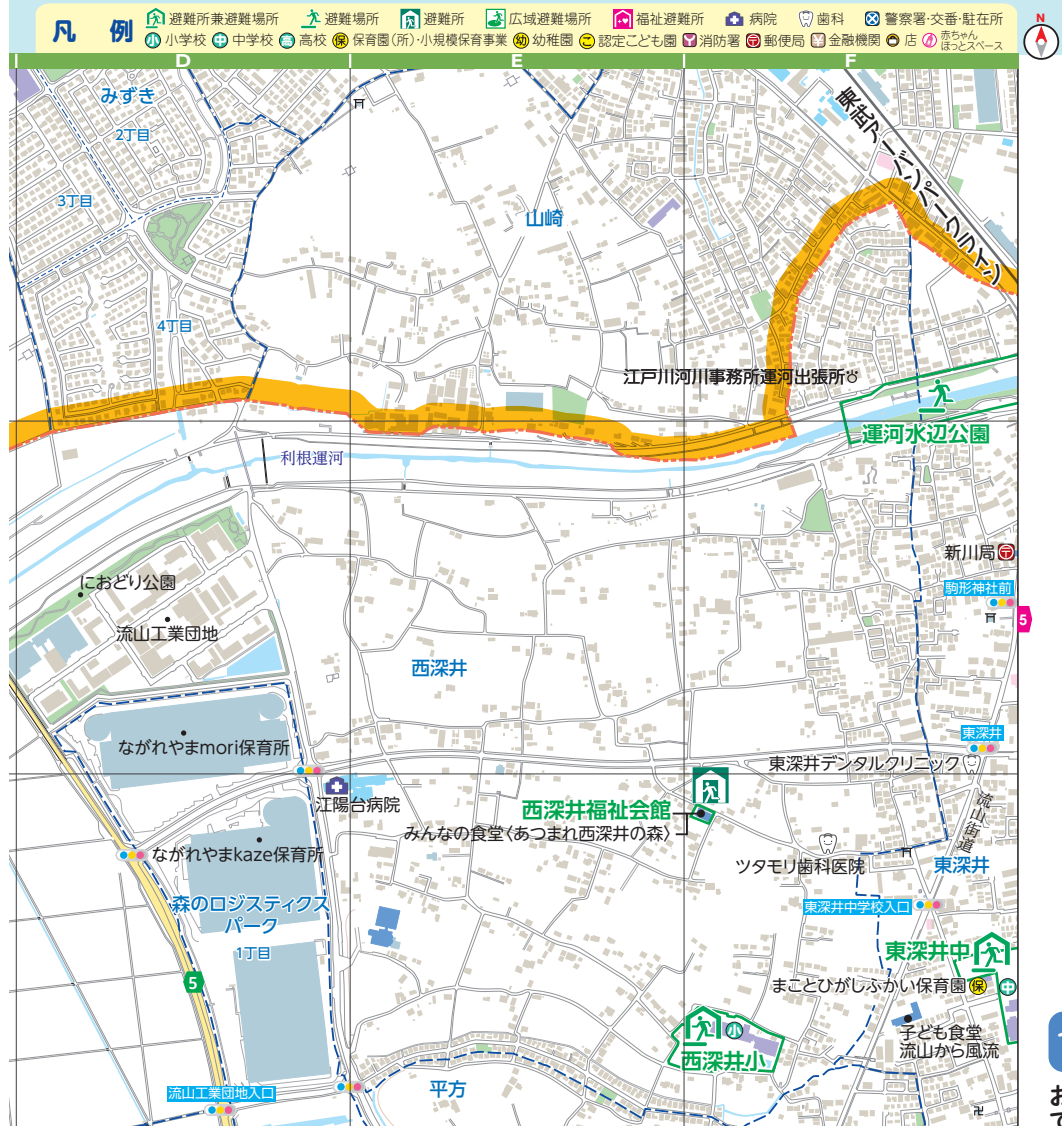 凡例
避難所兼避難場所 避難場所 避難所 広域避難場所 福祉避難所 病院 歯科 警察署・交番・駐在所
小 小学校 中 中学校 高 高校 保 保育園(所)・小規模保育事業 幼 幼稚園 こ 認定こども園 消防署 郵便局 金融機関 店 赤ちゃんほっとスペース
N
D E F
みずき
2丁目
3丁目
4丁目
山崎
東武アーバンパークライン
江戸川河川事務所運河出張所
運河水辺公園
利根運河
新川局
駒形神社前
5
におどり公園
流山工業団地
西深井
ながれやまmori保育所
東深井
東深井デンタルクリニック
江陽台病院
西深井福祉会館
みんなの食堂〈あつまれ西深井の森〉
流山街道
ながれやまkaze保育所
ツタモリ歯科医院
東深井
森のロジスティクス
パーク
1丁目
東深井中学校入口
東深井中
5
まことひがしふかい保育園 保 中
子ども食堂
流山から風流
小
西深井小
平方
流山工業団地入口
お